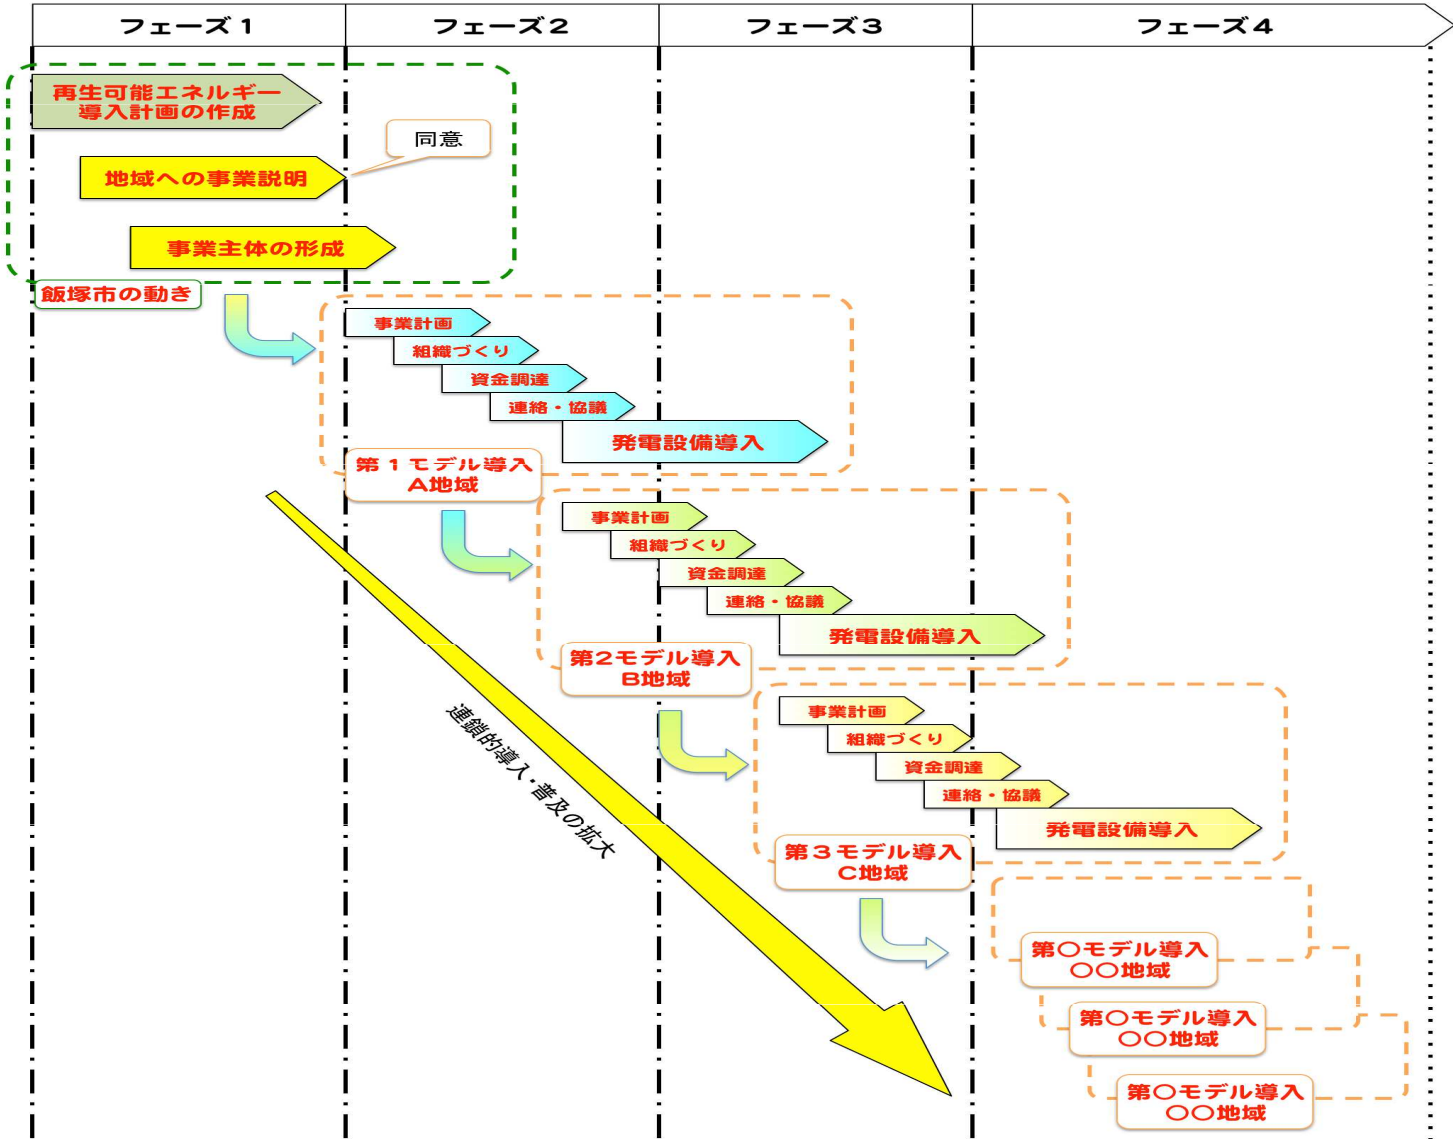 フェーズ1
フェーズ2
フェーズ3
フェーズ4
再生可能エネルギー
導入計画の作成
同意
地域への事業説明
事業主体の形成
飯塚市の動き
事業計画
組織づくり
資金調達
連絡・協議
発電設備導入
第1モデル導入
A地域
事業計画
組織づくり
資金調達
連絡・協議
発電設備導入
第2モデル導入
B地域
連鎖的導入・普及の拡大
事業計画
組織づくり
資金調達
連絡・協議
発電設備導入
第3モデル導入
C地域
第〇モデル導入
〇〇地域
第〇モデル導入
〇〇地域
第〇モデル導入
〇〇地域